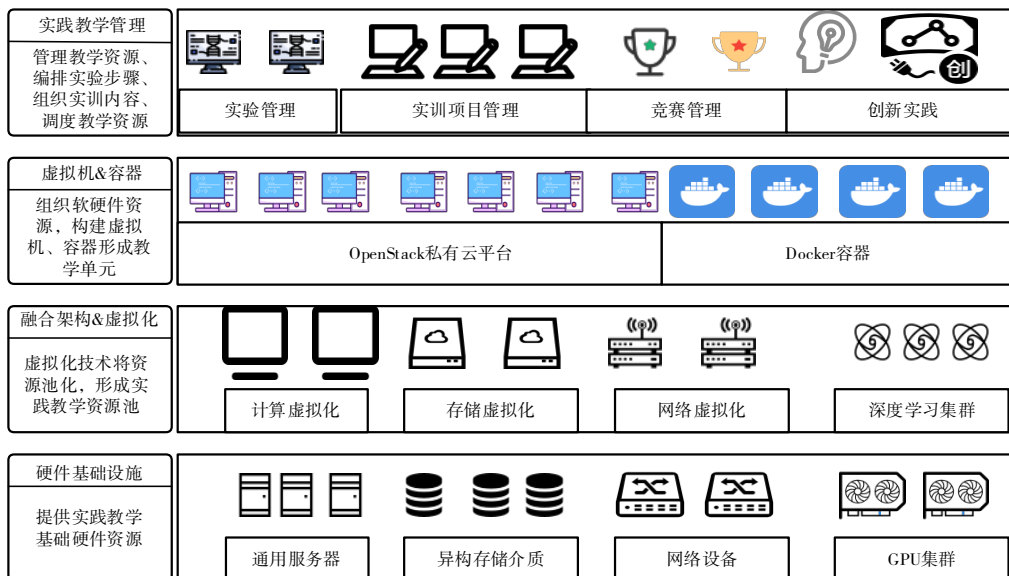 实践教学管理
管理教学资源、
编排实验步骤、
组织实训内容、
调度教学资源
创
实验管理
实训项目管理
竞赛管理
创新实践
虚拟机&容器
组织软硬件资
源，构建虚拟
机、容器形成教
学单元
OpenStack私有云平台
Docker容器
融合架构&虚拟化
虚拟化技术将资
源池化，形成实
践教学资源池
计算虚拟化
存储虚拟化
网络虚拟化
深度学习集群
硬件基础设施
提供实践教学
基础硬件资源
通用服务器
异构存储介质
网络设备
GPU集群